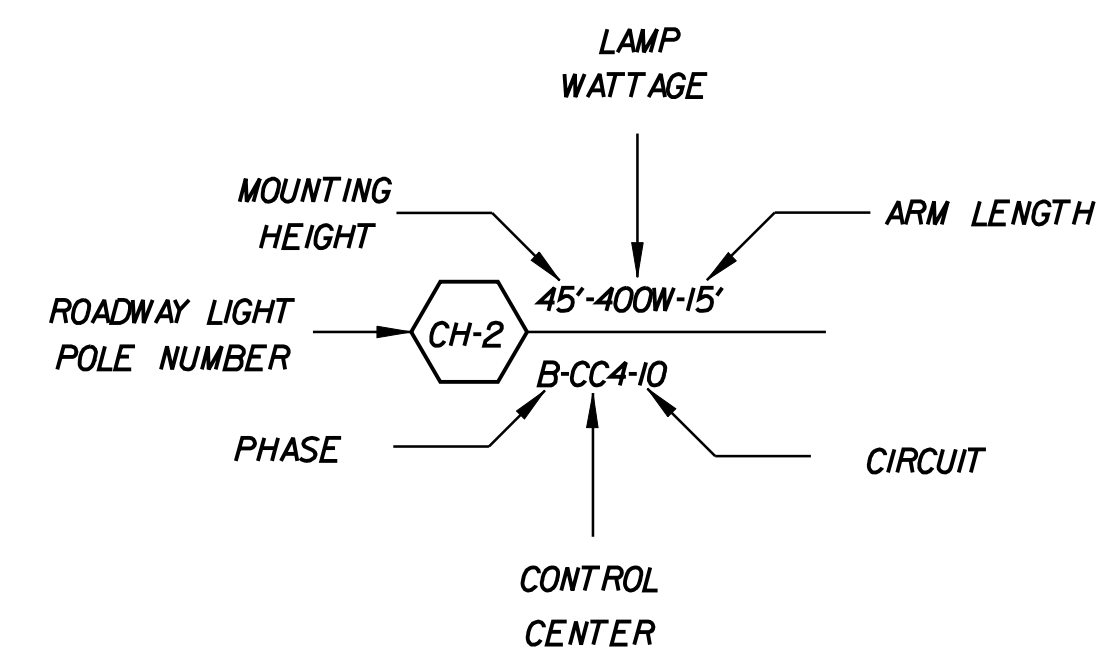 LAMP
WATTAGE
MOUNTING
HEIGHT
ARM LENGTH
45'-400W-15'
ROADWAY LIGHT
POLE NUMBER
CH-2
B-CC4-10
PHASE
CIRCUIT
CONTROL
CENTER